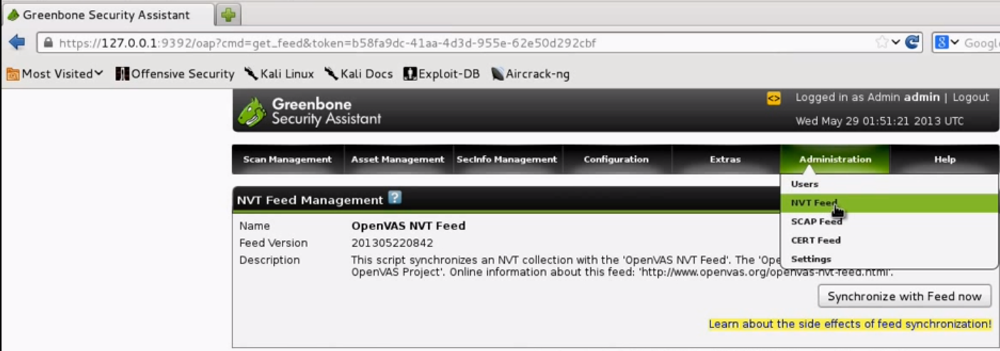 Greenbone Security Assistant
https://127.0.0.1:9392/oap?cmd=get_feed&token=b58fa9dc-41aa-4d3d-955e-62e50d292cbf
8 Google
Most Visited Offensive Security Kali Linux Kali Docs Exploit-DB Aircrack-ng
Greenbone
Security Assistant
<> Logged in as Admin admin | Logout
Wed May 29 01:51:21 2013 UTC
Scan Management Asset Management SecInfo Management Configuration Extras Administration Help
Users
NVT Feed
SCAP Feed
CERT Feed
Settings
NVT Feed Management ?
Name OpenVAS NVT Feed
Feed Version 201305220842
Description This script synchronizes an NVT collection with the 'OpenVAS NVT Feed'. The 'Ope
OpenVAS Project'. Online information about this feed: 'http://www.openvas.org/openvas-nvt-feed.html'.
Synchronize with Feed now
Learn about the side effects of feed synchronization!